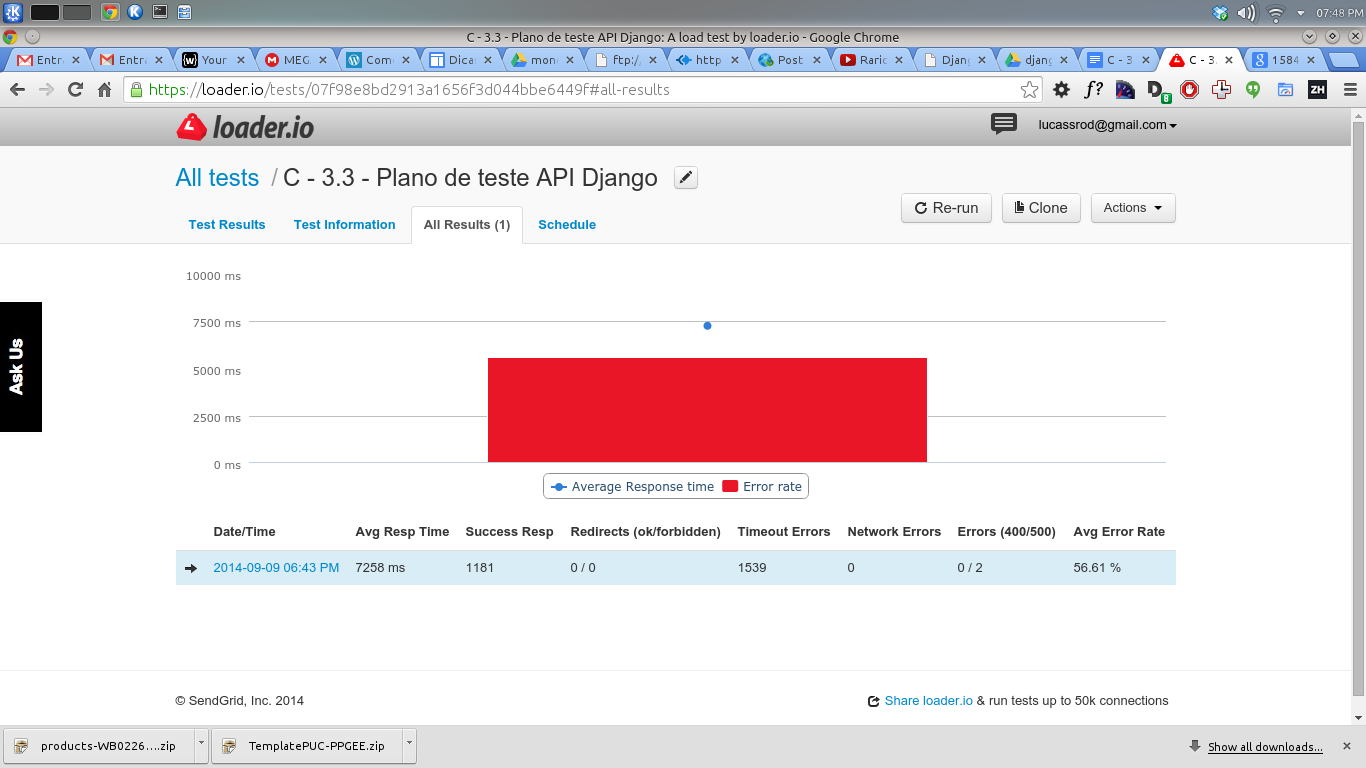 07:48 PM
C - 3.3 - Plano de teste API Django: A load test by loader.io - Google Chrome
Entr
Entra
Your
MEGA
Com
Dica
mon
ftp:/
http
Post
Raric
Djan
djan
C - 3
C - 3.
1584
https://loader.io/tests/07f98e8bd2913a1656f3d044bbe6449f#all-results
f?
D
8
ZH
loader.io
lucassrod@gmail.com
All tests / C - 3.3 - Plano de teste API Django
Re-run
Clone
Actions
Test Results
Test Information
All Results (1)
Schedule
Ask Us
10000 ms
7500 ms
5000 ms
2500 ms
0 ms
Average Response time
Error rate
Date/Time Avg Resp Time Success Resp Redirects (ok/forbidden) Timeout Errors Network Errors Errors (400/500) Avg Error Rate
2014-09-09 06:43 PM 7258 ms 1181 0 / 0 1539 0 0 / 2 56.61 %
© SendGrid, Inc. 2014
Share loader.io & run tests up to 50k connections
products-WB0226....zip
TemplatePUC-PPGEE.zip
Show all downloads...